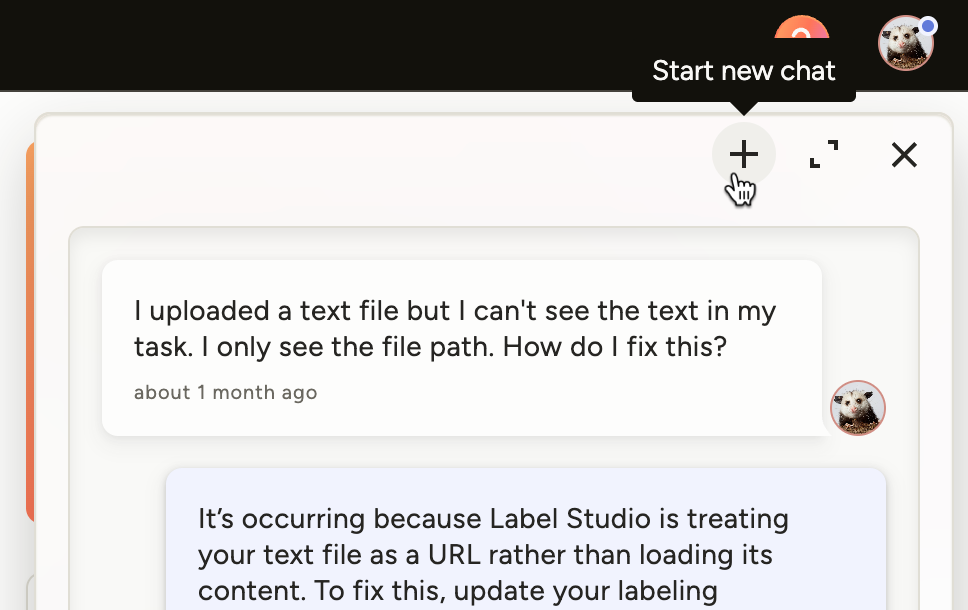 Start new chat
I uploaded a text file but I can't see the text in my
task. I only see the file path. How do I fix this?
about 1 month ago
It’s occurring because Label Studio is treating
your text file as a URL rather than loading its
content. To fix this, update your labeling